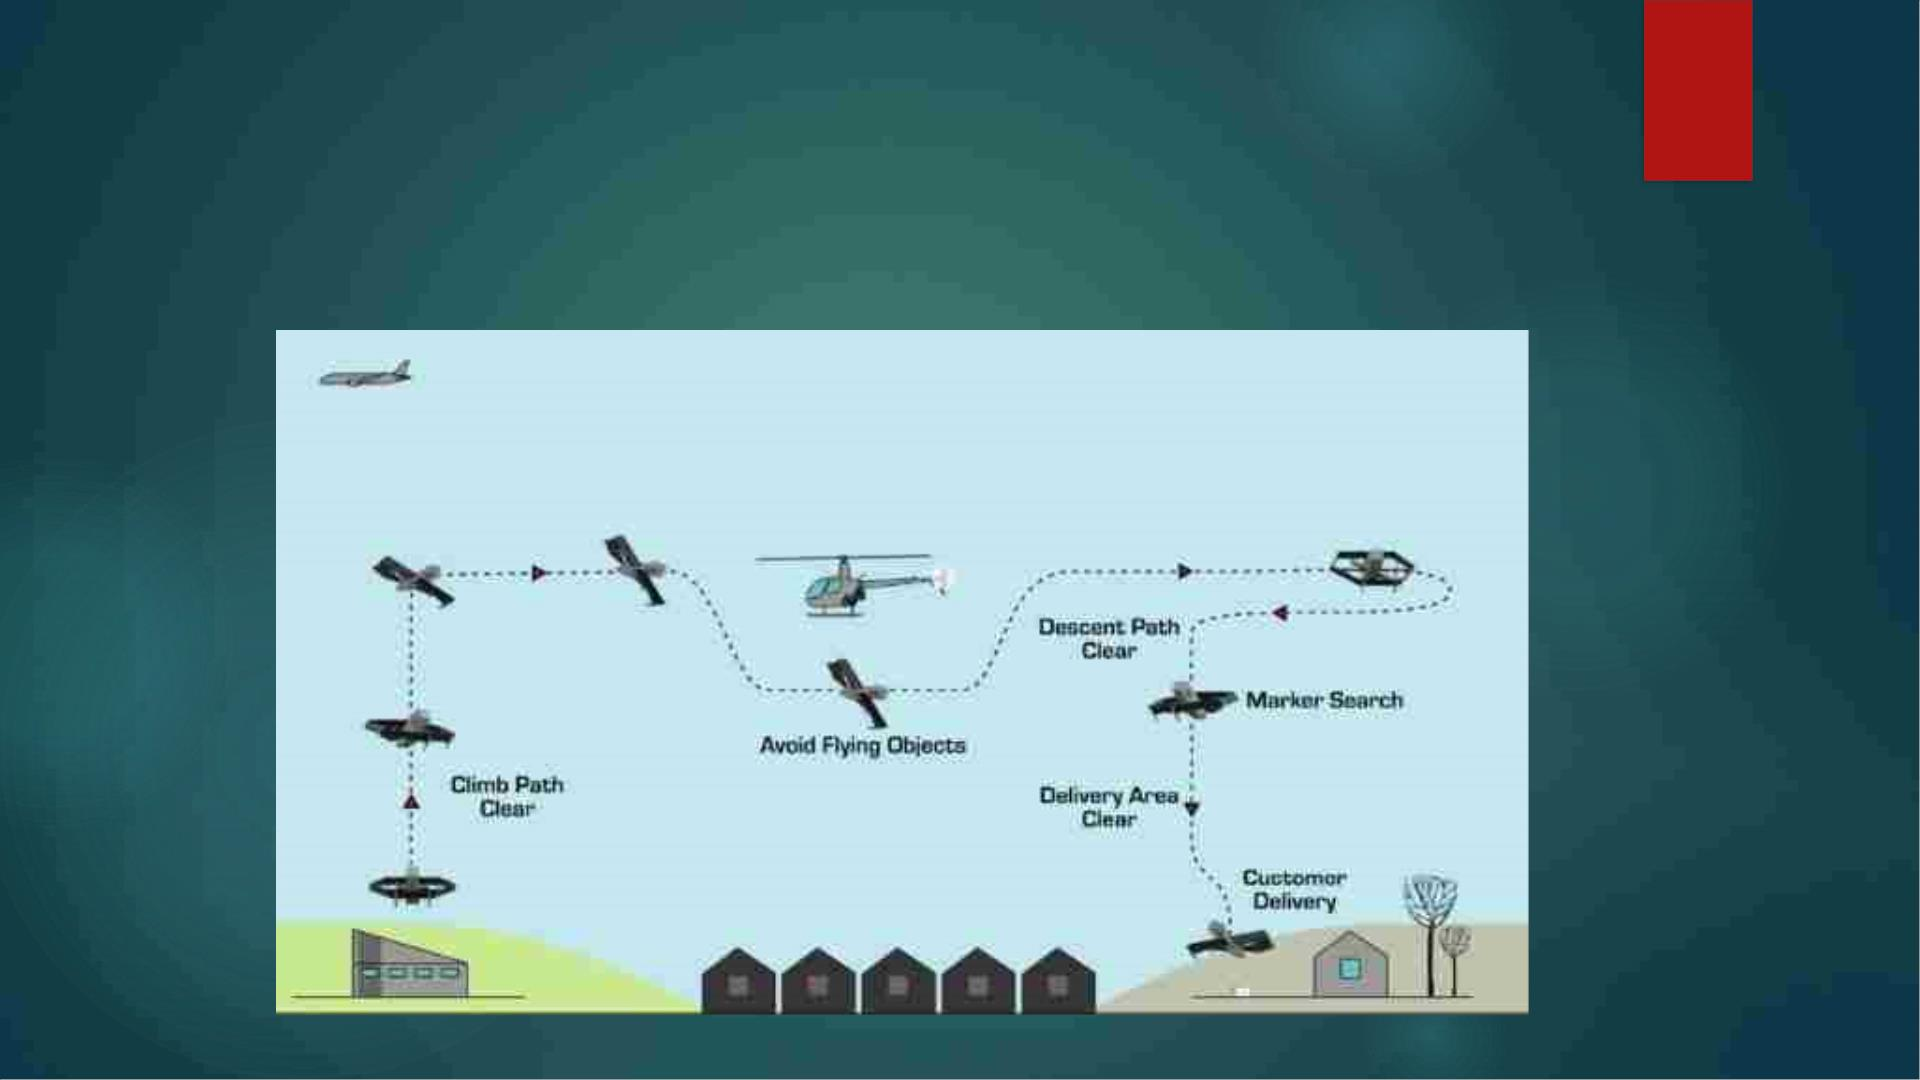 Climb Path
Clear
Avoid Flying Objects
Descent Path
Clear
Marker Search
Delivery Area
Clear
Customer
Delivery